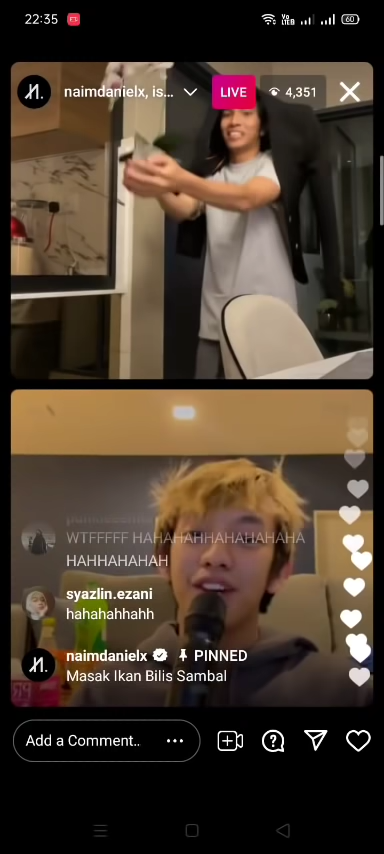 22:35
60
naimdanielx, is...
LIVE
4,351
WTFFFFF HAHAHAHHAHAHAHAHA
HAHHAHAHAH
syazlin.ezani
hahahahhahh
naimdanielx PINNED
Masak Ikan Bilis Sambal
Add a Comment..